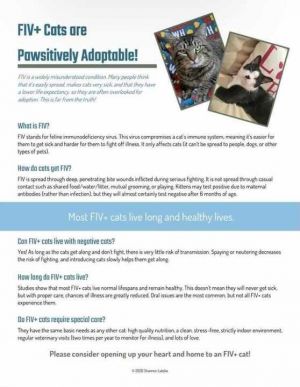 FIV+ Cats are
Pawsitively Adoptable!
FIV is a widely misunderstood condition. Many people think
that it's easily spread, makes cats very sick, and that they have
a lower life expectancy, so they are often overlooked for
adoption. This is far from the truth!
What is FIV?
FIV stands for feline immunodeficiency virus. This virus compromises a cat's immune system, meaning it's easier for
them to get sick and harder for them to fight off illness. It only affects cats (it can't be spread to people, dogs, or other
types of pets).
How do cats get FIV?
FIV is spread through deep, penetrating bite wounds inflicted during serious fighting. It is not spread through casual
contact such as shared food/water/litter, mutual grooming, or playing. Kittens may test positive due to maternal
antibodies (rather than infection), but they will almost certainly test negative after 6 months of age.
Most FIV+ cats live long and healthy lives.
Can FIV+ cats live with negative cats?
Yes! As long as the cats get along and don't fight, there is very little risk of transmission. Spaying or neutering decreases
the risk of fighting, and introducing cats slowly helps them get along.
How long do FIV+ cats live?
Studies show that most FIV+ cats live normal lifespans and remain healthy. This doesn't mean they will never get sick,
but with proper care, chances of illness are greatly reduced. Oral issues are the most common, but not all FIV+ cats
experience them.
Do FIV+ cats require special care?
They have the same basic needs as any other cat: high quality nutrition, a clean, stress-free, strictly indoor environment,
regular veterinary visits (two times per year to monitor for illness), and lots of love.
Please consider opening up your heart and home to an FIV+ cat!
© 2020 Shannon